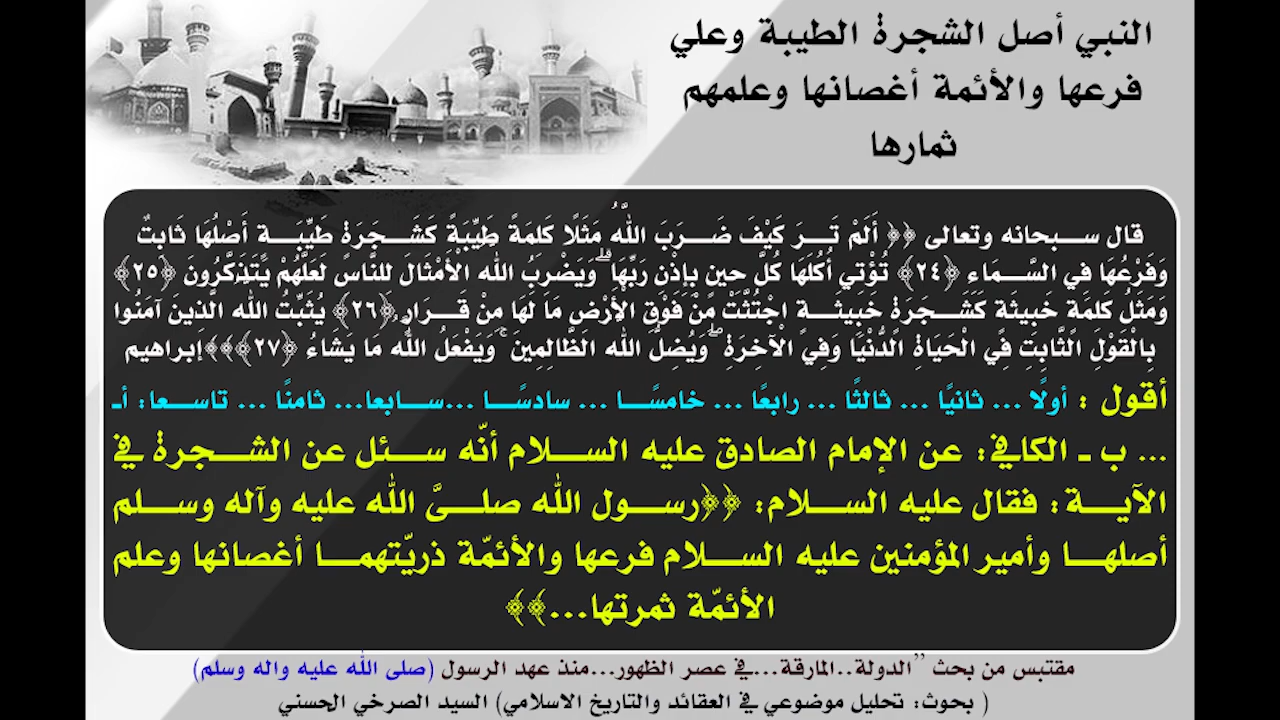 النبي أصل الشجرة الطيبة وعلي
فرعها والأئمة أغصانها وعلمهم
ثمارها
قال سبحانه وتعالى ﴿﴿ أَلَمْ تَرَ كَيْفَ ضَرَبَ اللَّهُ مَثَلًا كَلِمَةً طَيِّبَةً كَشَجَرَةٍ طَيِّبَةٍ أَصْلُهَا ثَابِتٌ
وَفَرْعُهَا فِي السَّمَاءِ ﴿٢٤﴾ تُؤْتِي أُكُلَهَا كُلَّ حِينٍ بِإِذْنِ رَبِّهَا ۗ وَيَضْرِبُ اللَّهُ الْأَمْثَالَ لِلنَّاسِ لَعَلَّهُمْ يَتَذَكَّرُونَ ﴿٢٥﴾
وَمَثَلُ كَلِمَةٍ خَبِيثَةٍ كَشَجَرَةٍ خَبِيثَةٍ اجْتُثَّتْ مِنْ فَوْقِ الْأَرْضِ مَا لَهَا مِنْ قَرَارٍ ﴿٢٦﴾ يُثَبِّتُ اللَّهُ الَّذِينَ آمَنُوا
بِالْقَوْلِ الثَّابِتِ فِي الْحَيَاةِ الدُّنْيَا وَفِي الْآخِرَةِ ۖ وَيُضِلُّ اللَّهُ الظَّالِمِينَ ۚ وَيَفْعَلُ اللَّهُ مَا يَشَاءُ ﴿٢٧﴾﴾﴾إبراهيم
أقول : أولًا ... ثانيًا ... ثالثًا ... رابعًا ... خامسًا ... سادسًا ...سابعا... ثامنًا ... تاسعا: أـ
... ب ـ الكافي: عن الإمام الصادق عليه السلام أنّه سئل عن الشجرة في
الآية: فقال عليه السلام: ﴿﴿رسول الله صلىَّ الله عليه وآله وسلم
أصلها وأمير المؤمنين عليه السلام فرعها والأئمّة ذريّتهما أغصانها وعلم
الأئمّة ثمرتها...﴾﴾
مقتبس من بحث "الدولة..المارقة...في عصر الظهور...منذ عهد الرسول (صلى الله عليه واله وسلم)
( بحوث: تحليل موضوعي في العقائد والتاريخ الاسلامي) السيد الصرخي الحسني